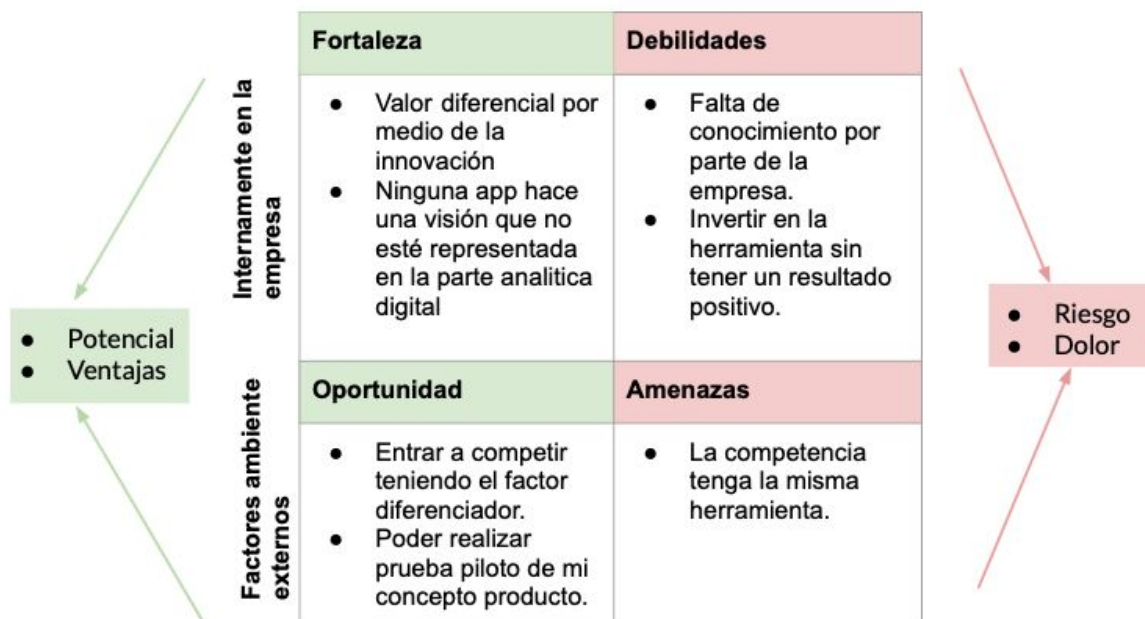 Fortaleza
Debilidades
Internamente en la
empresa
● Valor diferencial por
medio de la
innovación
● Ninguna app hace
una visión que no
esté representada
en la parte analitica
digital
● Falta de
conocimiento por
parte de la
empresa.
● Invertir en la
herramienta sin
tener un resultado
positivo.
● Potencial
● Ventajas
● Riesgo
● Dolor
Oportunidad
Amenazas
Factores ambiente
externos
● Entrar a competir
teniendo el factor
diferenciador.
● Poder realizar
prueba piloto de mi
concepto producto.
● La competencia
tenga la misma
herramienta.